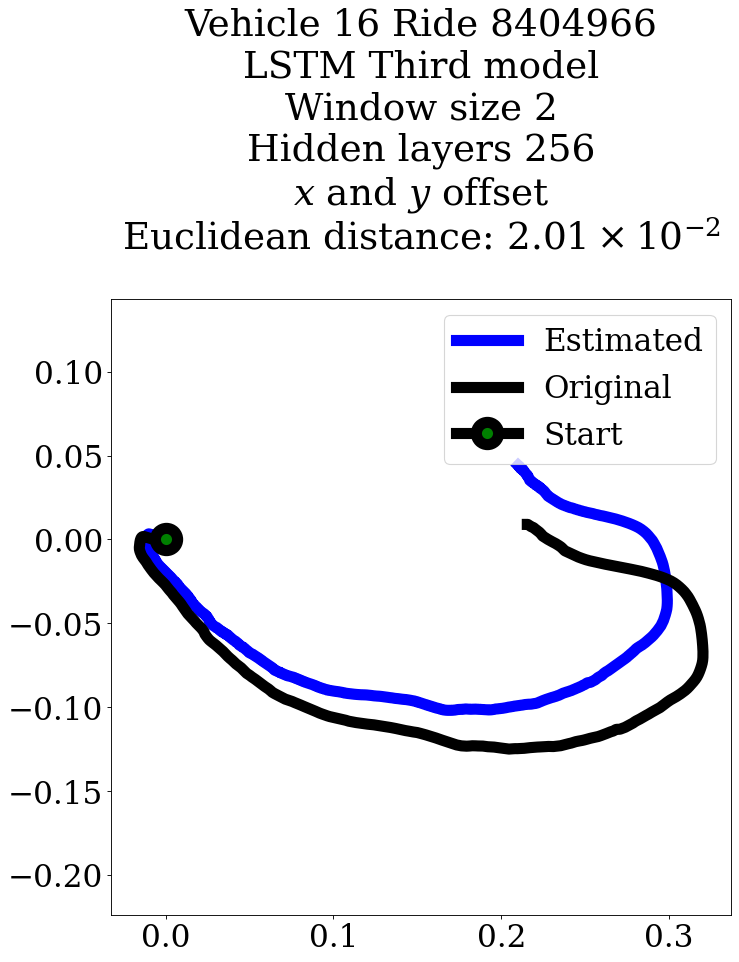 Vehicle 16 Ride 8404966
LSTM Third model
Window size 2
Hidden layers 256
x and y offset
Euclidean distance: 2.01 × 10⁻²
Estimated
Original
Start
0.10
0.05
0.00
−0.05
−0.10
−0.15
−0.20
0.0 0.1 0.2 0.3